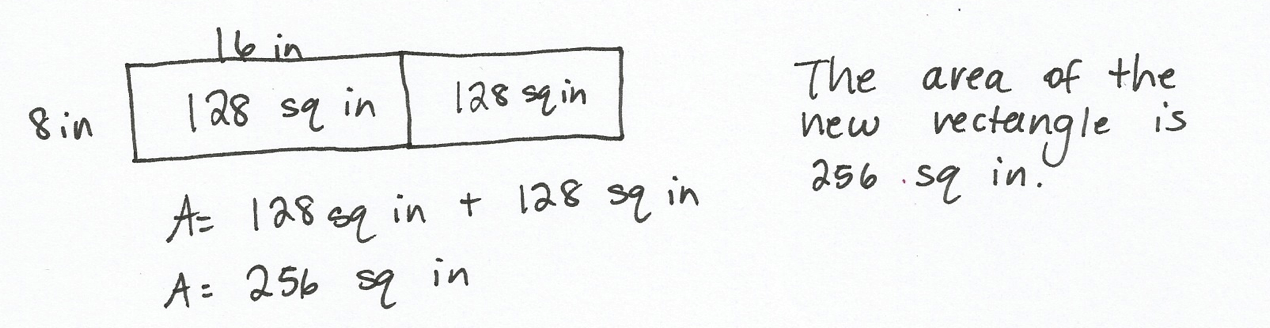 16 in
8 in
128 sq in
128 sq in
A= 128 sq in + 128 sq in
A= 256 sq in
The area of the
new rectangle is
256 sq in.